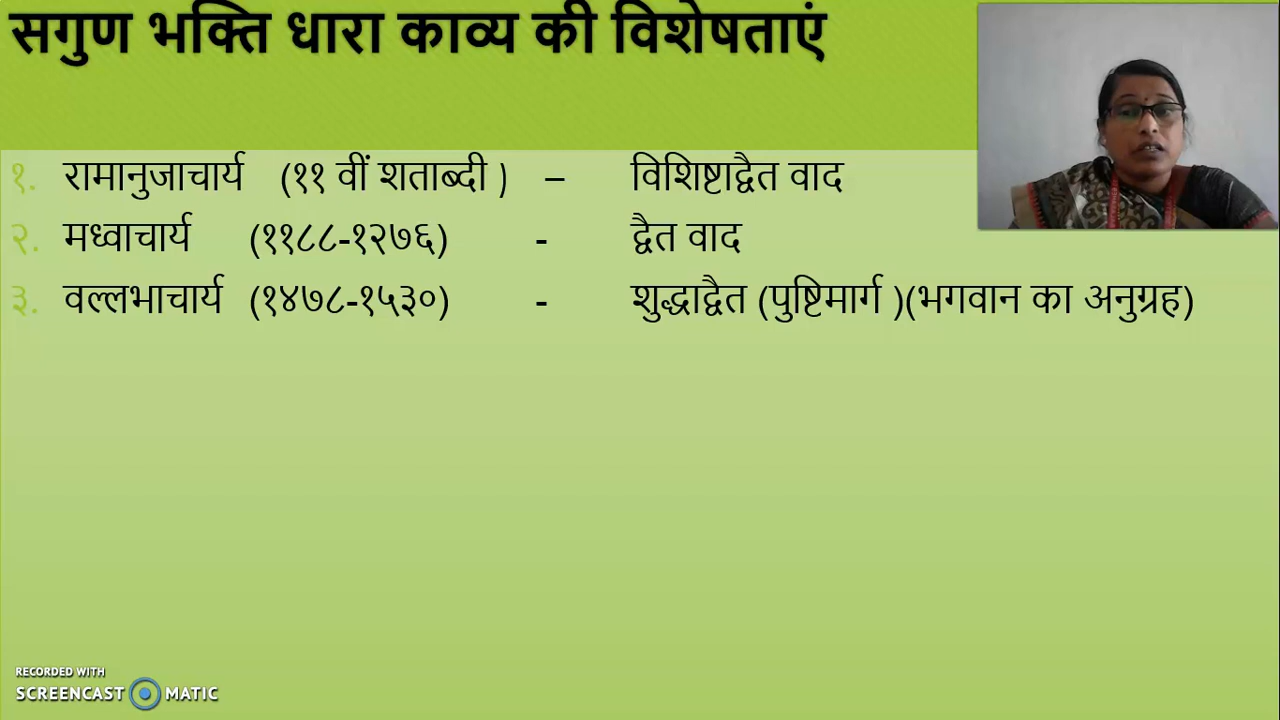 सगुण भक्ति धारा काव्य की विशेषताएं
१. रामानुजाचार्य (११ वीं शताब्दी ) – विशिष्टाद्वैत वाद
२. मध्वाचार्य (११८८-१२७६) - द्वैत वाद
३. वल्लभाचार्य (१४७८-१५३०) - शुद्धाद्वैत (पुष्टिमार्ग )(भगवान का अनुग्रह)
RECORDED WITH
SCREENCAST MATIC